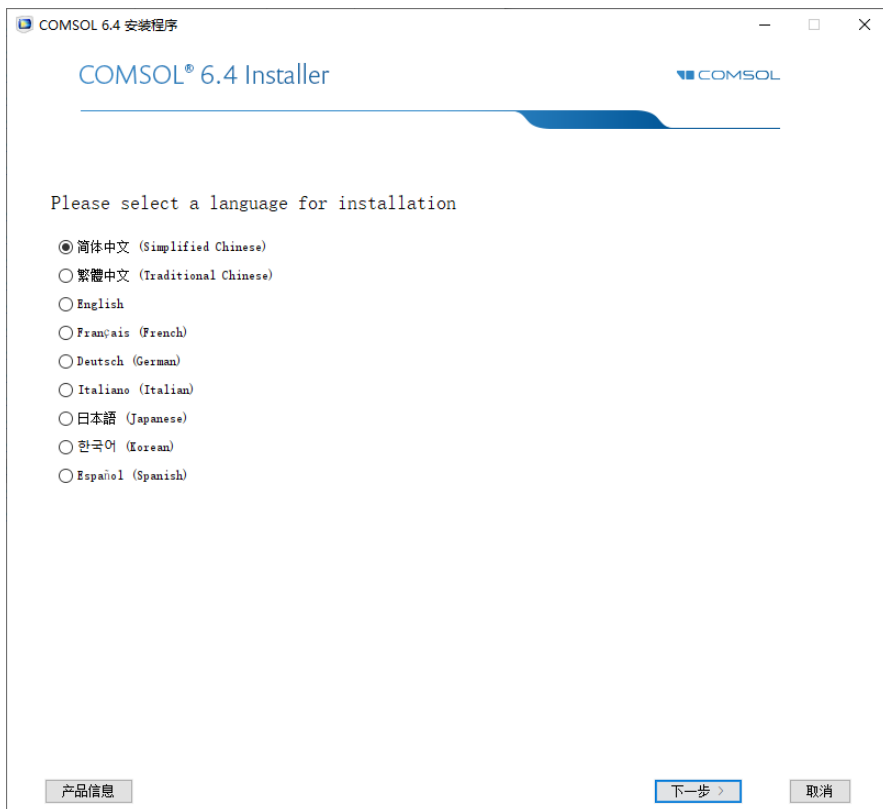 COMSOL 6.4 安装程序
COMSOL® 6.4 Installer
COMSOL
Please select a language for installation
简体中文 (Simplified Chinese)
繁體中文 (Traditional Chinese)
English
Français (French)
Deutsch (German)
Italiano (Italian)
日本語 (Japanese)
한국어 (Korean)
Español (Spanish)
产品信息
下一步 >
取消